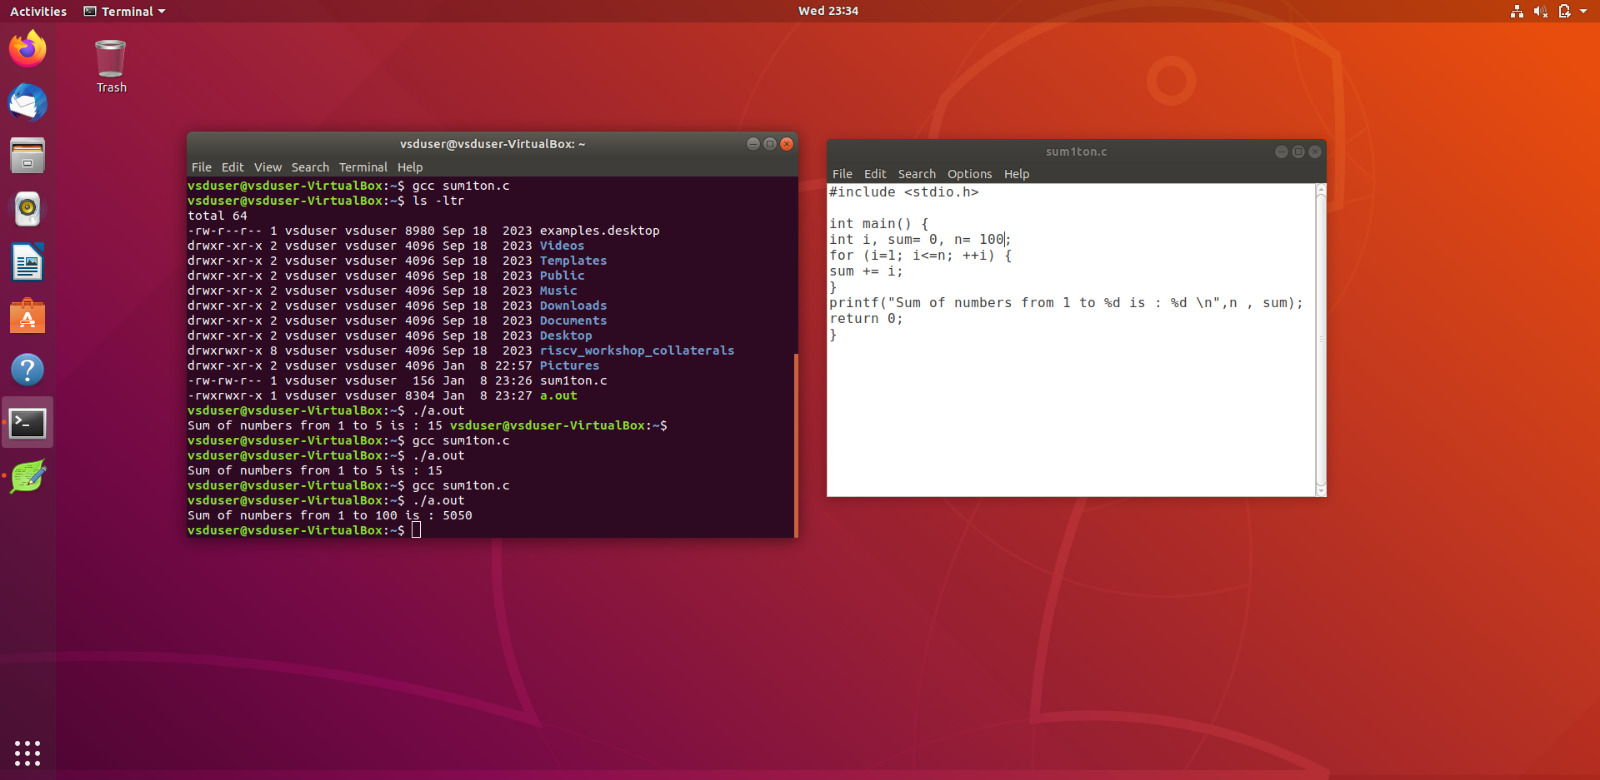 Activities Terminal Wed 23:34
Trash
vsduser@vsduser-VirtualBox: ~
File Edit View Search Terminal Help
vsduser@vsduser-VirtualBox:~$ gcc sum1ton.c
vsduser@vsduser-VirtualBox:~$ ls -ltr
total 64
-rw-r--r-- 1 vsduser vsduser 8980 Sep 18  2023 examples.desktop
drwxr-xr-x 2 vsduser vsduser 4096 Sep 18  2023 Videos
drwxr-xr-x 2 vsduser vsduser 4096 Sep 18  2023 Templates
drwxr-xr-x 2 vsduser vsduser 4096 Sep 18  2023 Public
drwxr-xr-x 2 vsduser vsduser 4096 Sep 18  2023 Music
drwxr-xr-x 2 vsduser vsduser 4096 Sep 18  2023 Downloads
drwxr-xr-x 2 vsduser vsduser 4096 Sep 18  2023 Documents
drwxr-xr-x 2 vsduser vsduser 4096 Sep 18  2023 Desktop
drwxrwxr-x 8 vsduser vsduser 4096 Sep 18  2023 riscv_workshop_collaterals
drwxr-xr-x 2 vsduser vsduser 4096 Jan  8 22:57 Pictures
-rw-rw-r-- 1 vsduser vsduser  156 Jan  8 23:26 sum1ton.c
-rwxrwxr-x 1 vsduser vsduser 8304 Jan  8 23:27 a.out
vsduser@vsduser-VirtualBox:~$ ./a.out
Sum of numbers from 1 to 5 is : 15 vsduser@vsduser-VirtualBox:~$
vsduser@vsduser-VirtualBox:~$ gcc sum1ton.c
vsduser@vsduser-VirtualBox:~$ ./a.out
Sum of numbers from 1 to 5 is : 15
vsduser@vsduser-VirtualBox:~$ gcc sum1ton.c
vsduser@vsduser-VirtualBox:~$ ./a.out
Sum of numbers from 1 to 100 is : 5050
vsduser@vsduser-VirtualBox:~$
sum1ton.c
File Edit Search Options Help
#include <stdio.h>
int main() {
int i, sum= 0, n= 100;
for (i=1; i<=n; ++i) {
sum += i;
}
printf("Sum of numbers from 1 to %d is : %d \n",n , sum);
return 0;
}